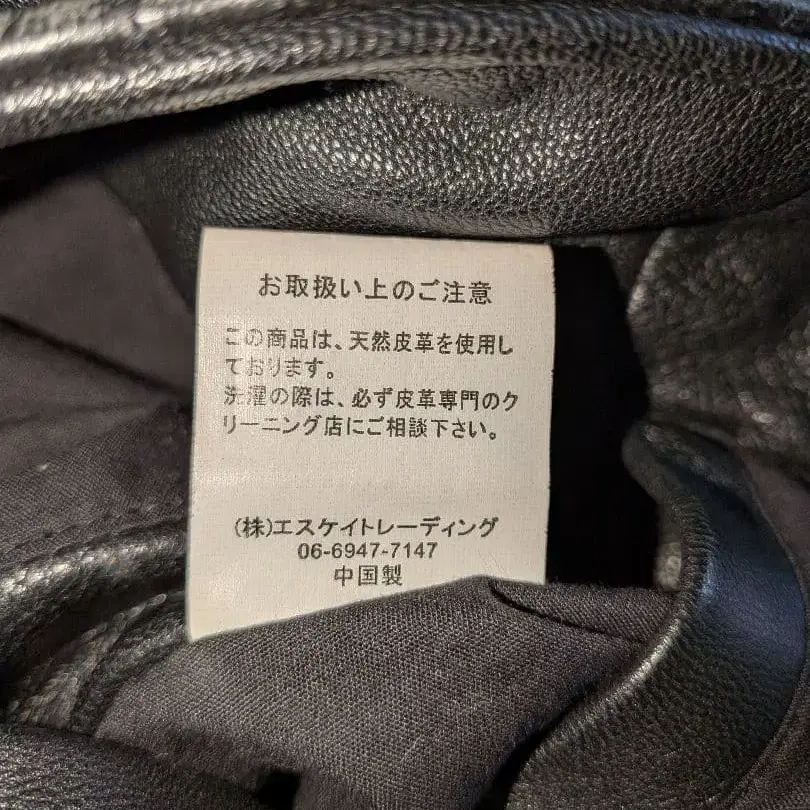 お取扱い上のご注意
この商品は、天然皮革を使用し
ております。
洗濯の際は、必ず皮革専門のク
リーニング店にご相談下さい。
(株)エスケイトレーディング
06-6947-7147
中国製